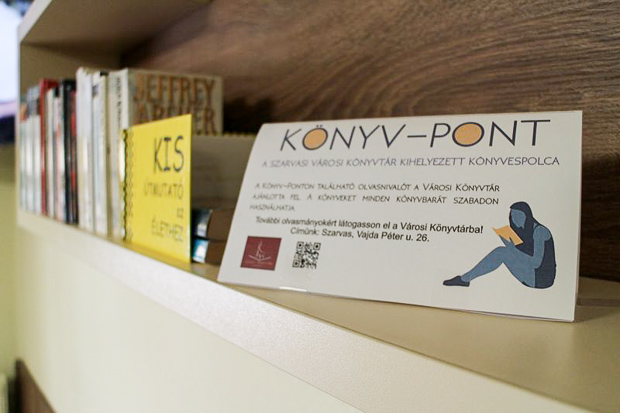 JEFFREY
ARCHER
KIS
ÚTMUTATÓ
AZ
ÉLETHEZ
KÖNYV-PONT
A SZARVASI VÁROSI KÖNYVTÁR KIHELYEZETT KÖNYVESPOLCA
A KÖNYV-PONTON TALÁLHATÓ OLVASNIVALÓT A VÁROSI KÖNYVTÁR
AJÁNLOTTA FEL. A KÖNYVEKET MINDEN KÖNYVBARÁT SZABADON
HASZNÁLHATJA.
További olvasmányokért látogasson el a Városi Könyvtárba!
Címünk: Szarvas, Vajda Péter u. 26.